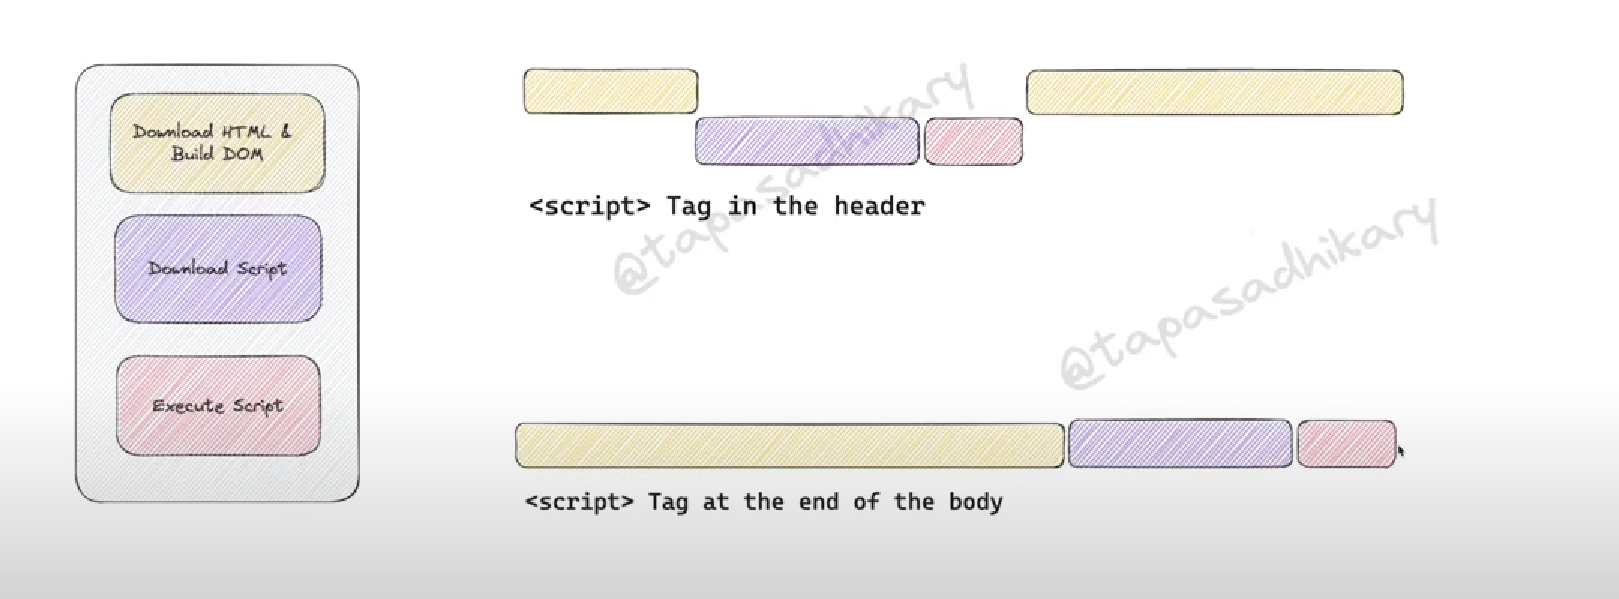 Download HTML &
Build DOM
Download Script
Execute Script
<script> Tag in the header
@tapasadhikary
@tapasadhikary
<script> Tag at the end of the body